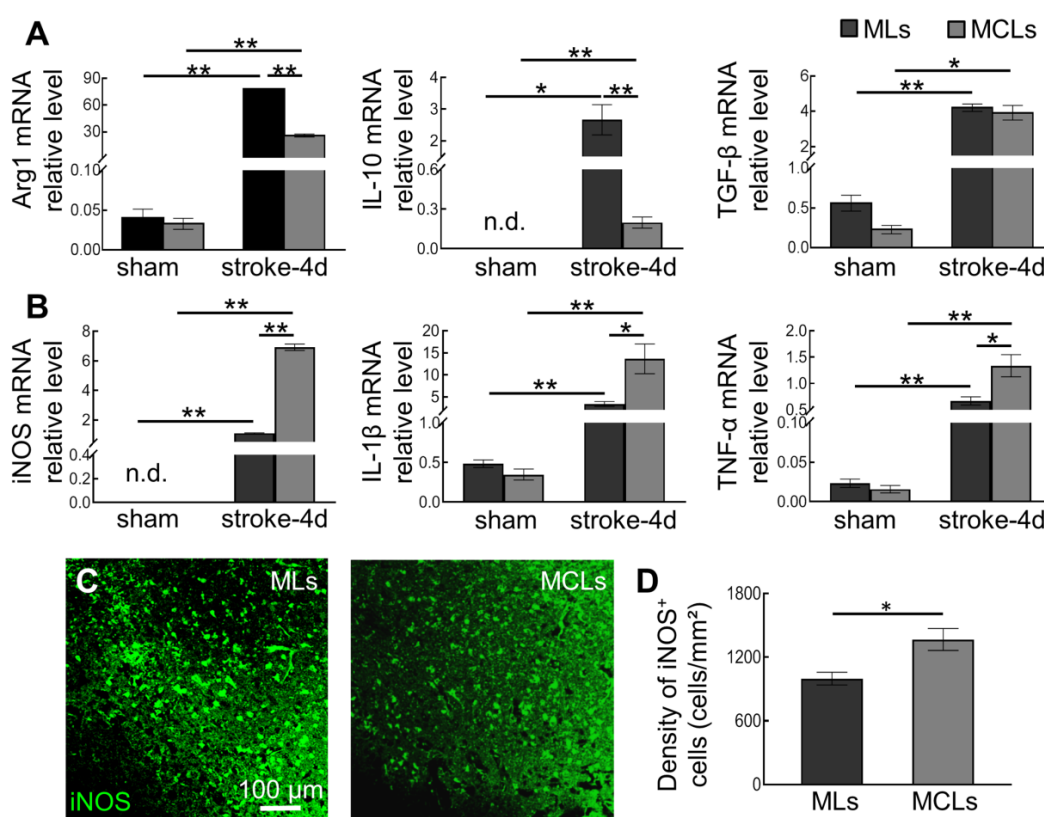 A
MLs
MCLs
**
**
**
Arg1 mRNA
relative level
90
60
30
0.10
0.05
0.00
sham
stroke-4d
**
*
**
IL-10 mRNA
relative level
4
3
2
1
0.6
0.3
0.0
n.d.
sham
stroke-4d
*
**
TGF-β mRNA
relative level
6
4
2
1.0
0.5
0.0
sham
stroke-4d
B
**
**
**
iNOS mRNA
relative level
8
6
4
2
0.4
0.2
0.0
n.d.
sham
stroke-4d
**
*
**
IL-1β mRNA
relative level
20
15
10
5
1.0
0.5
0.0
sham
stroke-4d
**
*
**
TNF-α mRNA
relative level
2.0
1.5
1.0
0.5
0.10
0.05
0.00
sham
stroke-4d
C
MLs
iNOS
100 µm
MCLs
D
*
Density of iNOS⁺
cells (cells/mm²)
1800
1200
600
0
MLs
MCLs